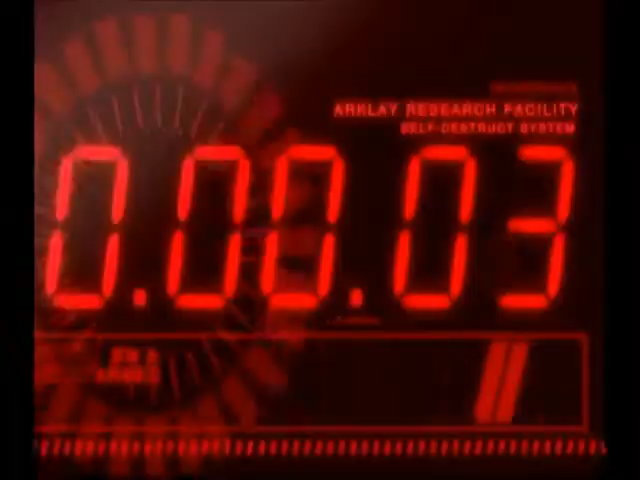 ARKLAY RESEARCH FACILITY
SELF-DESTRUCT SYSTEM
0.00.03